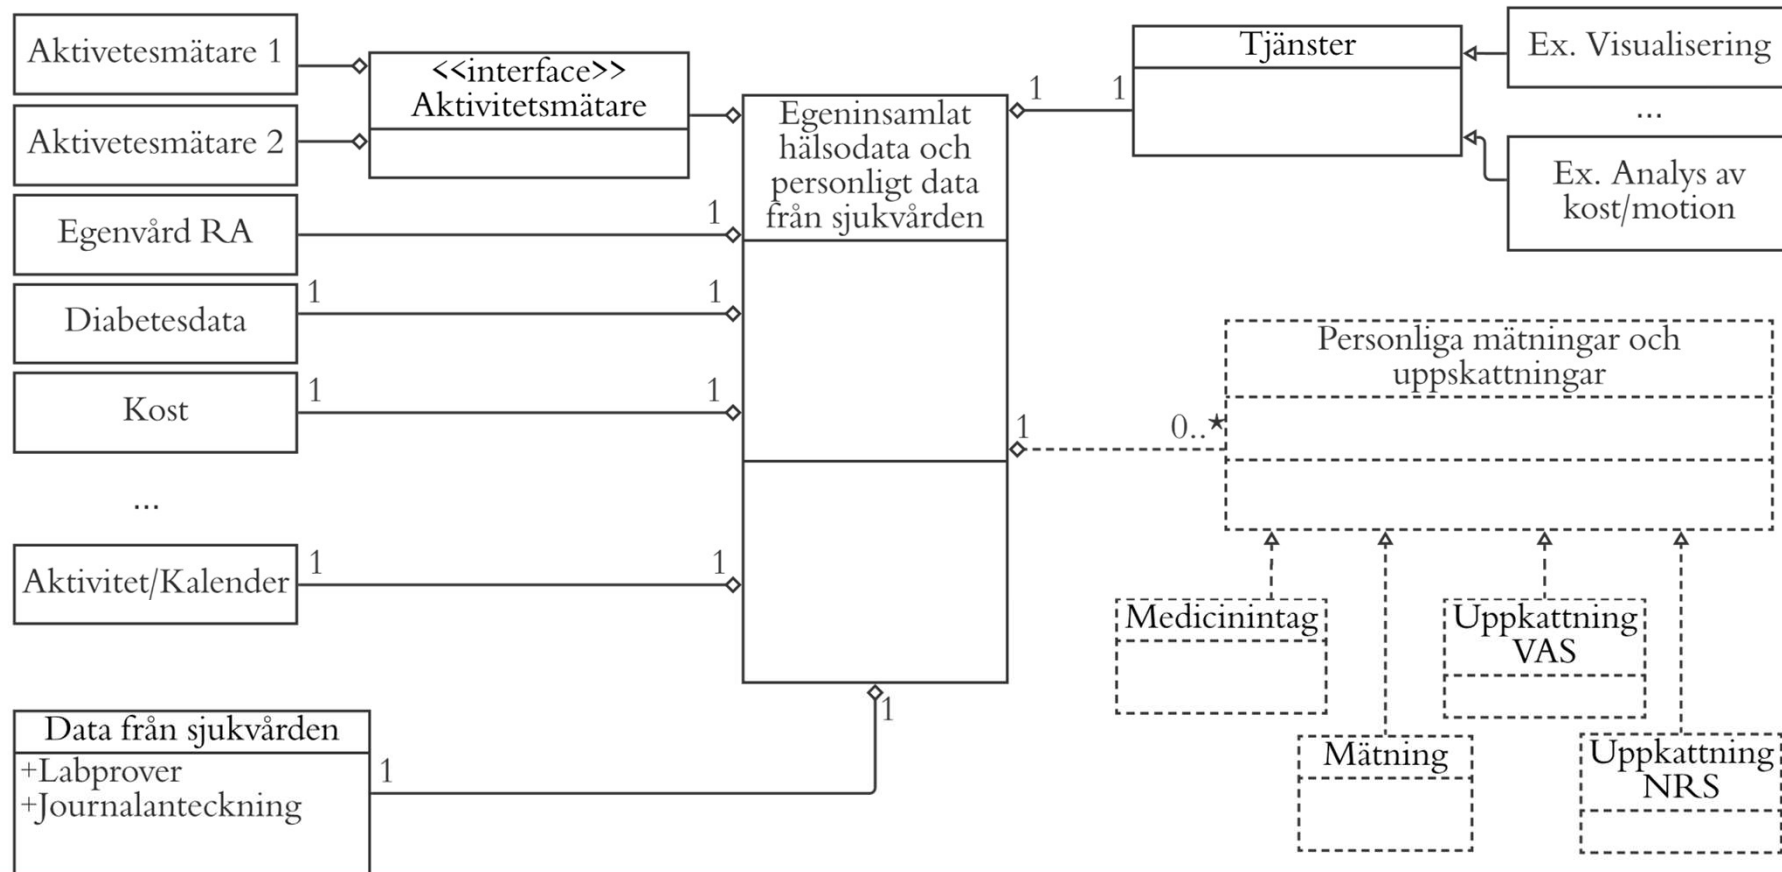 Aktivetesmätare 1
Aktivetesmätare 2
<<interface>>
Aktivitetsmätare
Egenvård RA
1
Diabetesdata
1
1
Kost
1
1
...
Aktivitet/Kalender
1
1
Data från sjukvården
+Labprover
+Journalanteckning
1
1
Egeninsamlat
hälsodata och
personligt data
från sjukvården
1
1
Tjänster
Ex. Visualisering
...
Ex. Analys av
kost/motion
1
0..*
Personliga mätningar och
uppskattningar
Medicinintag
Mätning
Uppkattning
VAS
Uppkattning
NRS